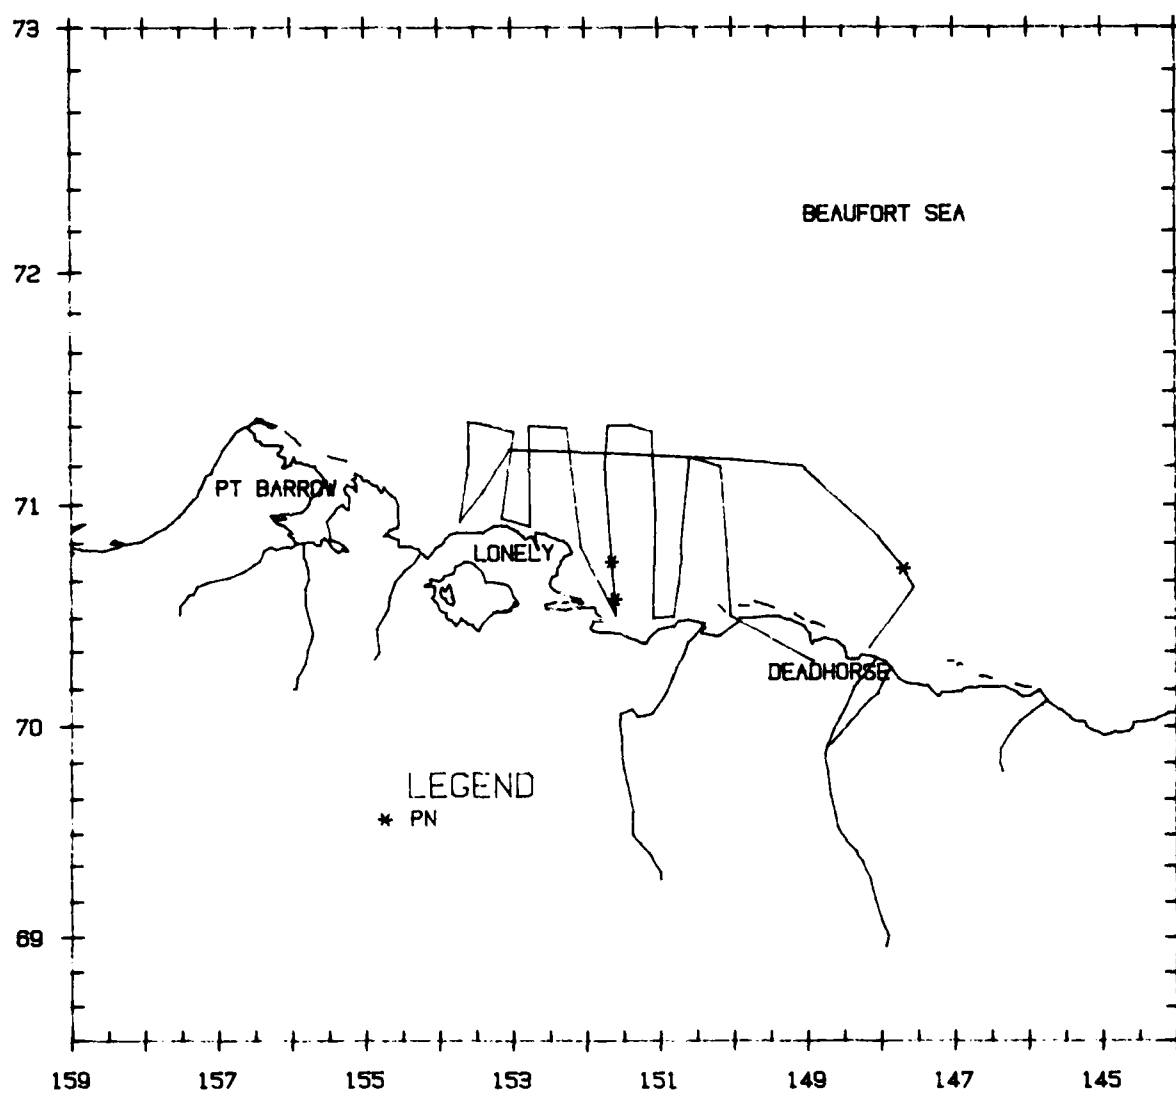 73
BEAUFORT SEA
72
71
PT BARROW
LONELY
DEADHORSE
70
LEGEND
* PN
69
159 157 155 153 151 149 147 145